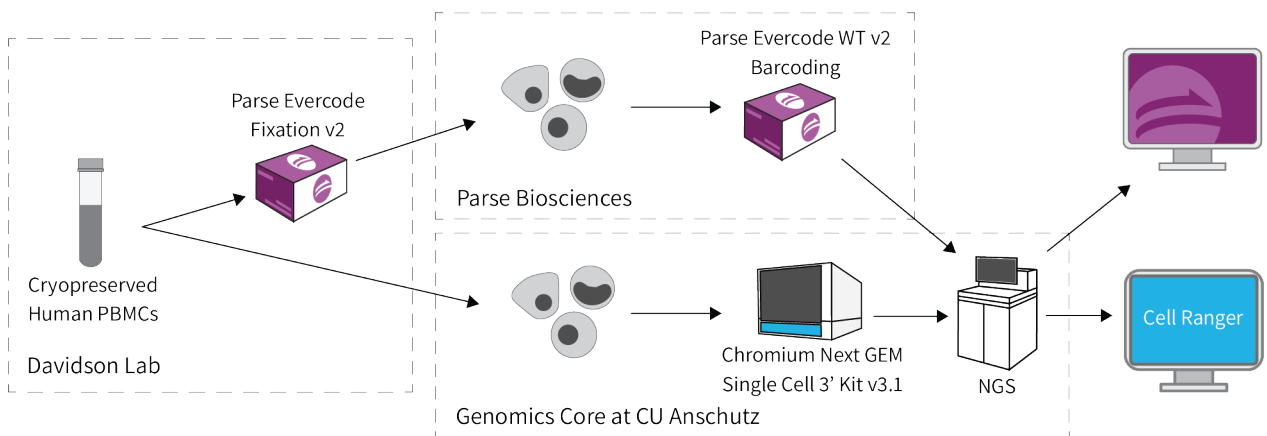 Parse Evercode
Fixation v2
Cryopreserved
Human PBMCs
Davidson Lab
Parse Evercode WT v2
Barcoding
Parse Biosciences
Chromium Next GEM
Single Cell 3’ Kit v3.1
NGS
Genomics Core at CU Anschutz
Cell Ranger